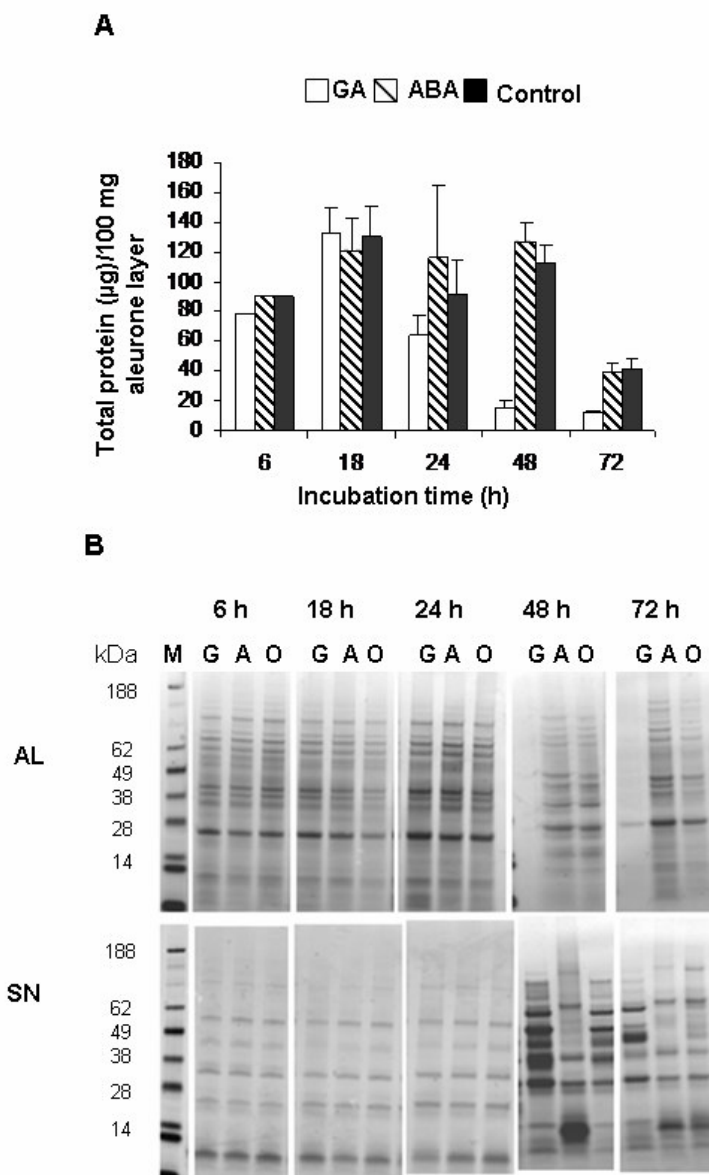 A
GA ABA Control
Total protein (µg)/100 mg
aleurone layer
180
160
140
120
100
80
60
40
20
0
6 18 24 48 72
Incubation time (h)
B
6 h 18 h 24 h 48 h 72 h
kDa M G A O G A O G A O G A O G A O
AL
188
62
49
38
28
14
SN
188
62
49
38
28
14